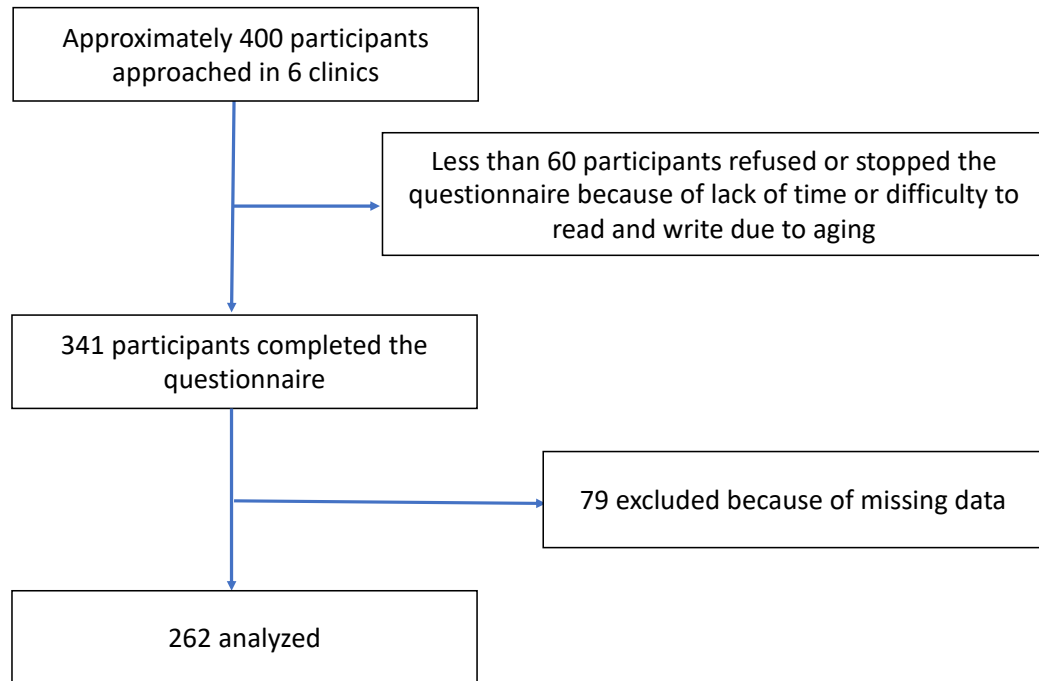 Approximately 400 participants
approached in 6 clinics
Less than 60 participants refused or stopped the
questionnaire because of lack of time or difficulty to
read and write due to aging
341 participants completed the
questionnaire
79 excluded because of missing data
262 analyzed